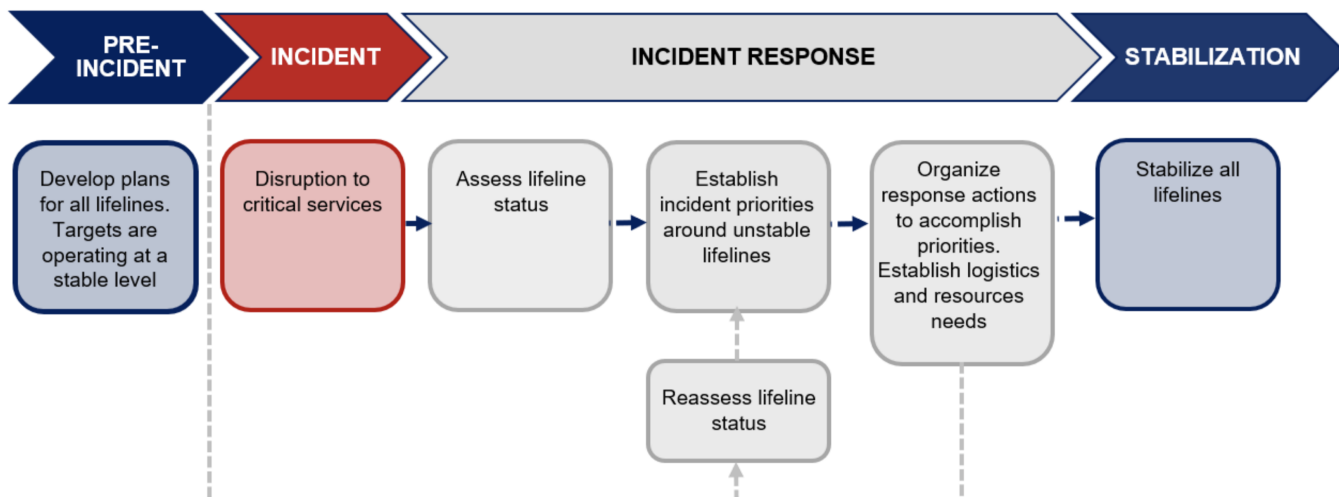 PRE-
INCIDENT
INCIDENT
INCIDENT RESPONSE
STABILIZATION
Develop plans
for all lifelines.
Targets are
operating at a
stable level
Disruption to
critical services
Assess lifeline
status
Establish
incident priorities
around unstable
lifelines
Organize
response actions
to accomplish
priorities.
Establish logistics
and resources
needs
Stabilize all
lifelines
Reassess lifeline
status